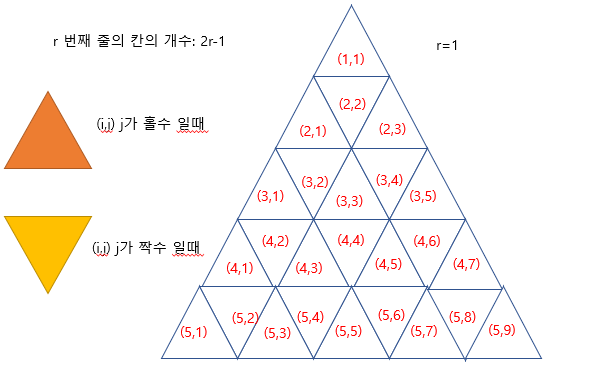 r 번째 줄의 칸의 개수: 2r-1
r=1
(i,j) j가 홀수 일때
(i,j) j가 짝수 일때
(1,1)
(2,1) (2,2) (2,3)
(3,1) (3,2) (3,3) (3,4) (3,5)
(4,1) (4,2) (4,3) (4,4) (4,5) (4,6) (4,7)
(5,1) (5,2) (5,3) (5,4) (5,5) (5,6) (5,7) (5,8) (5,9)